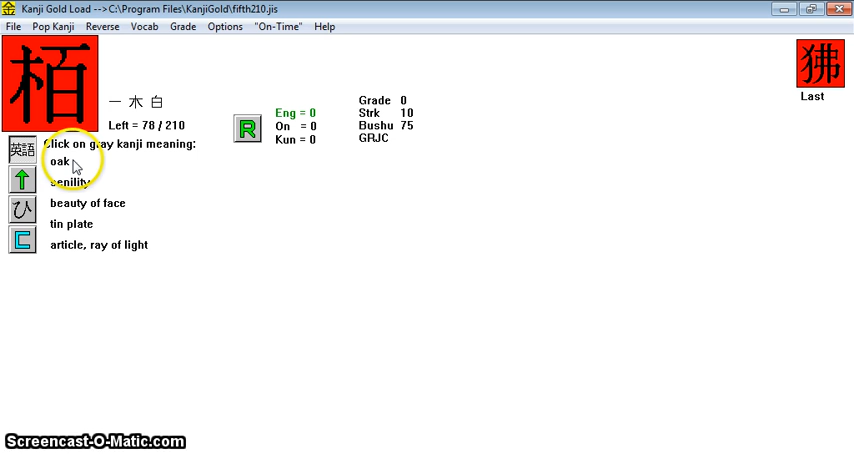 金 Kanji Gold Load -->C:\Program Files\KanjiGold\fifth210.jis
File Pop Kanji Reverse Vocab Grade Options "On-Time" Help
栢
狒
Last
一 木 白
Left = 78 / 210
R
Eng = 0
On = 0
Kun = 0
Grade 0
Strk 10
Bushu 75
GRJC
英語 Click on gray kanji meaning:
oak
senility
ひ beauty of face
tin plate
article, ray of light
Screencast-O-Matic.com